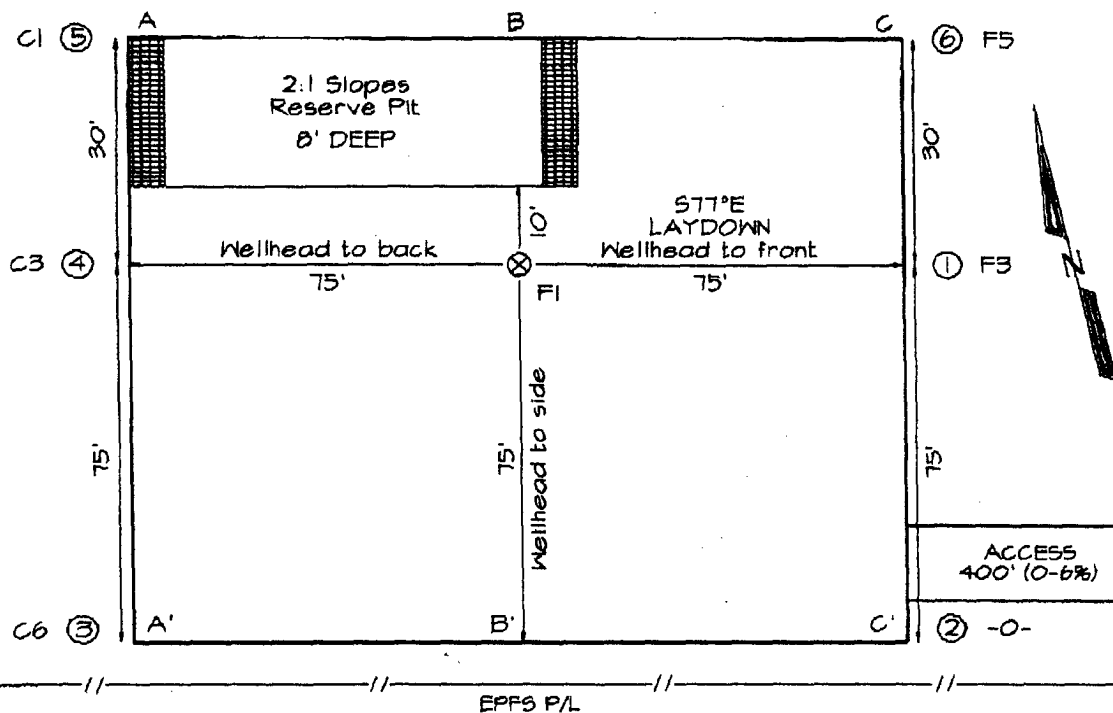 A B C
C1 ⑤ ⑥ F5
2:1 Slopes
Reserve Pit
8' DEEP
30' 30'
10'
S77°E
LAYDOWN
Wellhead to back Wellhead to front
C3 ④ ① F3
75' 75'
F1
N
75' 75' Wellhead to side 75'
ACCESS
400' (0-6%)
C6 ③ A' B' C' ② -0-
EPFS P/L